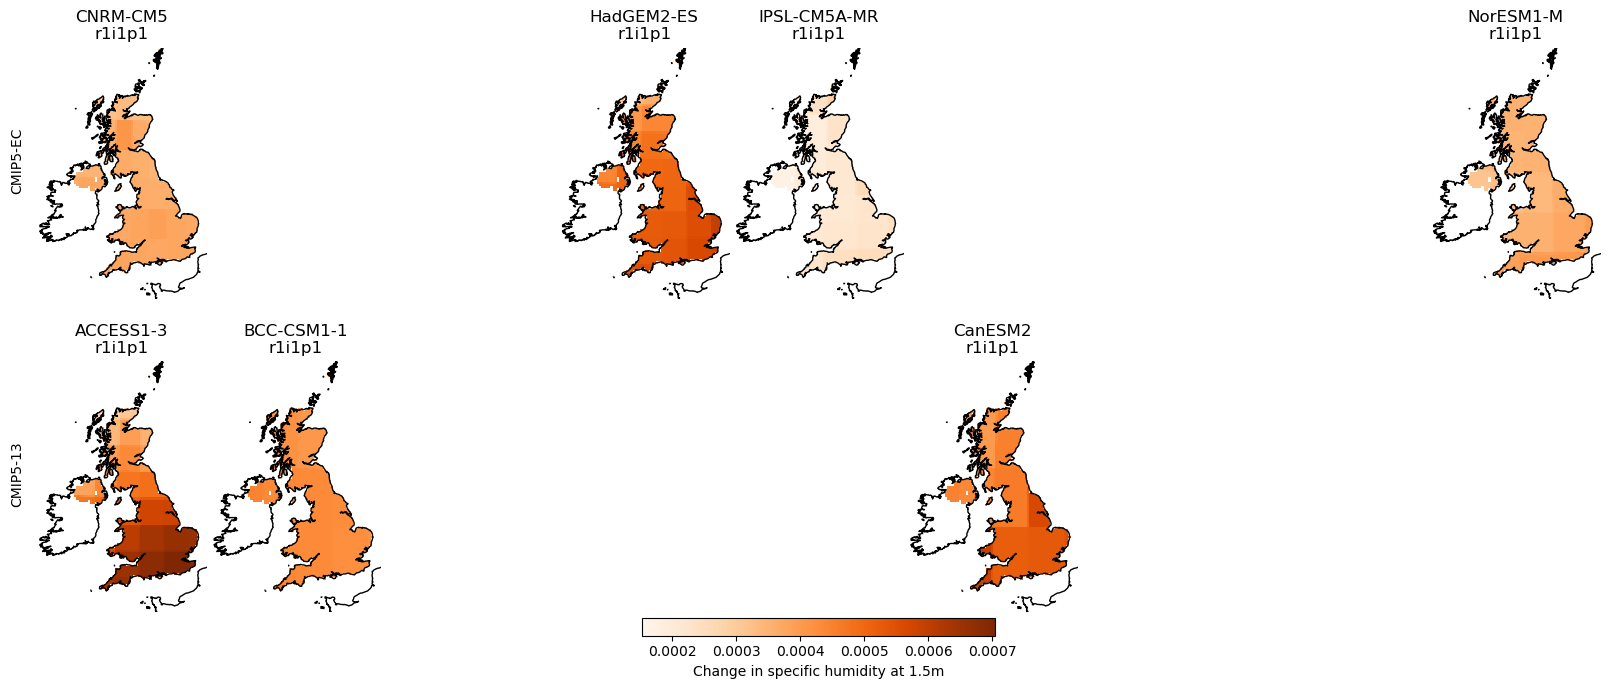 CNRM-CM5
r1i1p1
HadGEM2-ES
r1i1p1
IPSL-CM5A-MR
r1i1p1
NorESM1-M
r1i1p1
CMIP5-EC
ACCESS1-3
r1i1p1
BCC-CSM1-1
r1i1p1
CanESM2
r1i1p1
CMIP5-13
0.0002 0.0003 0.0004 0.0005 0.0006 0.0007
Change in specific humidity at 1.5m